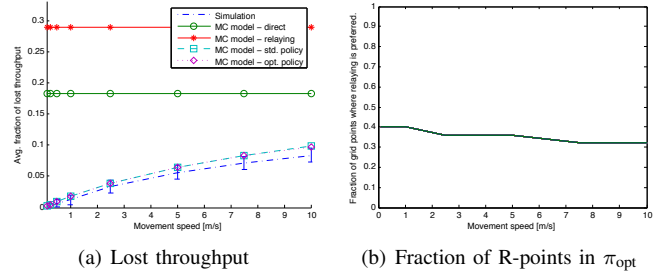 Simulation
MC model – direct
MC model – relaying
MC model – std. policy
MC model – opt. policy
Avg. fraction of lost throughput
0.3
0.25
0.2
0.15
0.1
0.05
0
0 1 2 3 4 5 6 7 8 9 10
Movement speed [m/s]
(a) Lost throughput
Fraction of grid points where relaying is preferred.
1
0.9
0.8
0.7
0.6
0.5
0.4
0.3
0.2
0.1
0
0 1 2 3 4 5 6 7 8 9 10
Movement speed [m/s]
(b) Fraction of R-points in πopt